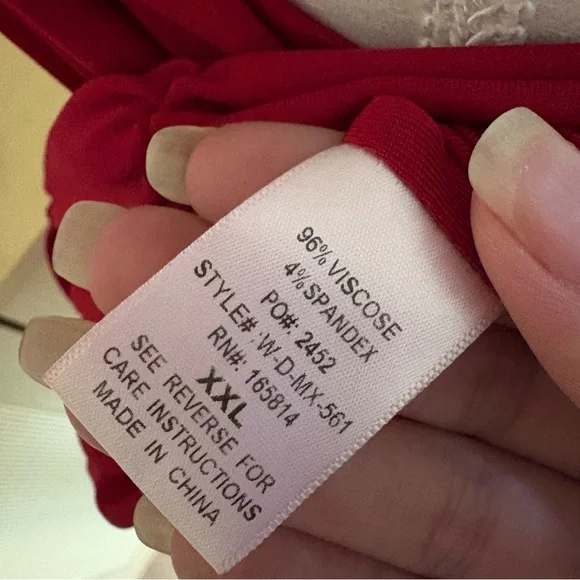 96% VISCOSE
4% SPANDEX
PO#: 2452
STYLE#: W-D-MX-561
RN#: 165814
XXL
SEE REVERSE FOR
CARE INSTRUCTIONS
MADE IN CHINA